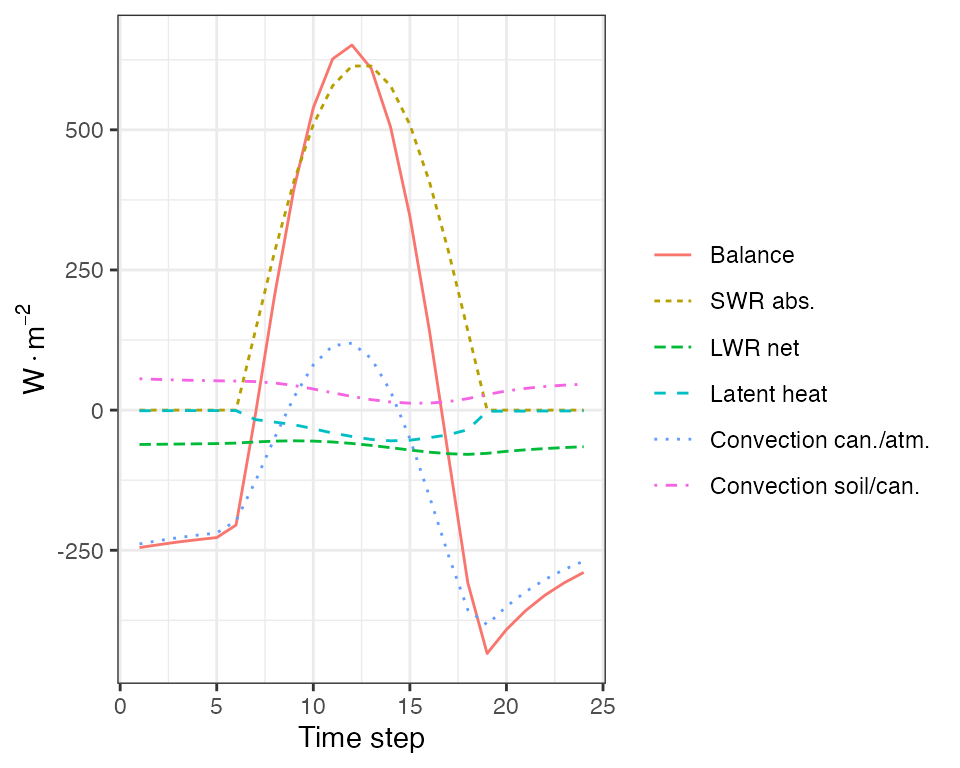 500
250
0
-250
W · m⁻²
0 5 10 15 20 25
Time step
Balance
SWR abs.
LWR net
Latent heat
Convection can./atm.
Convection soil/can.